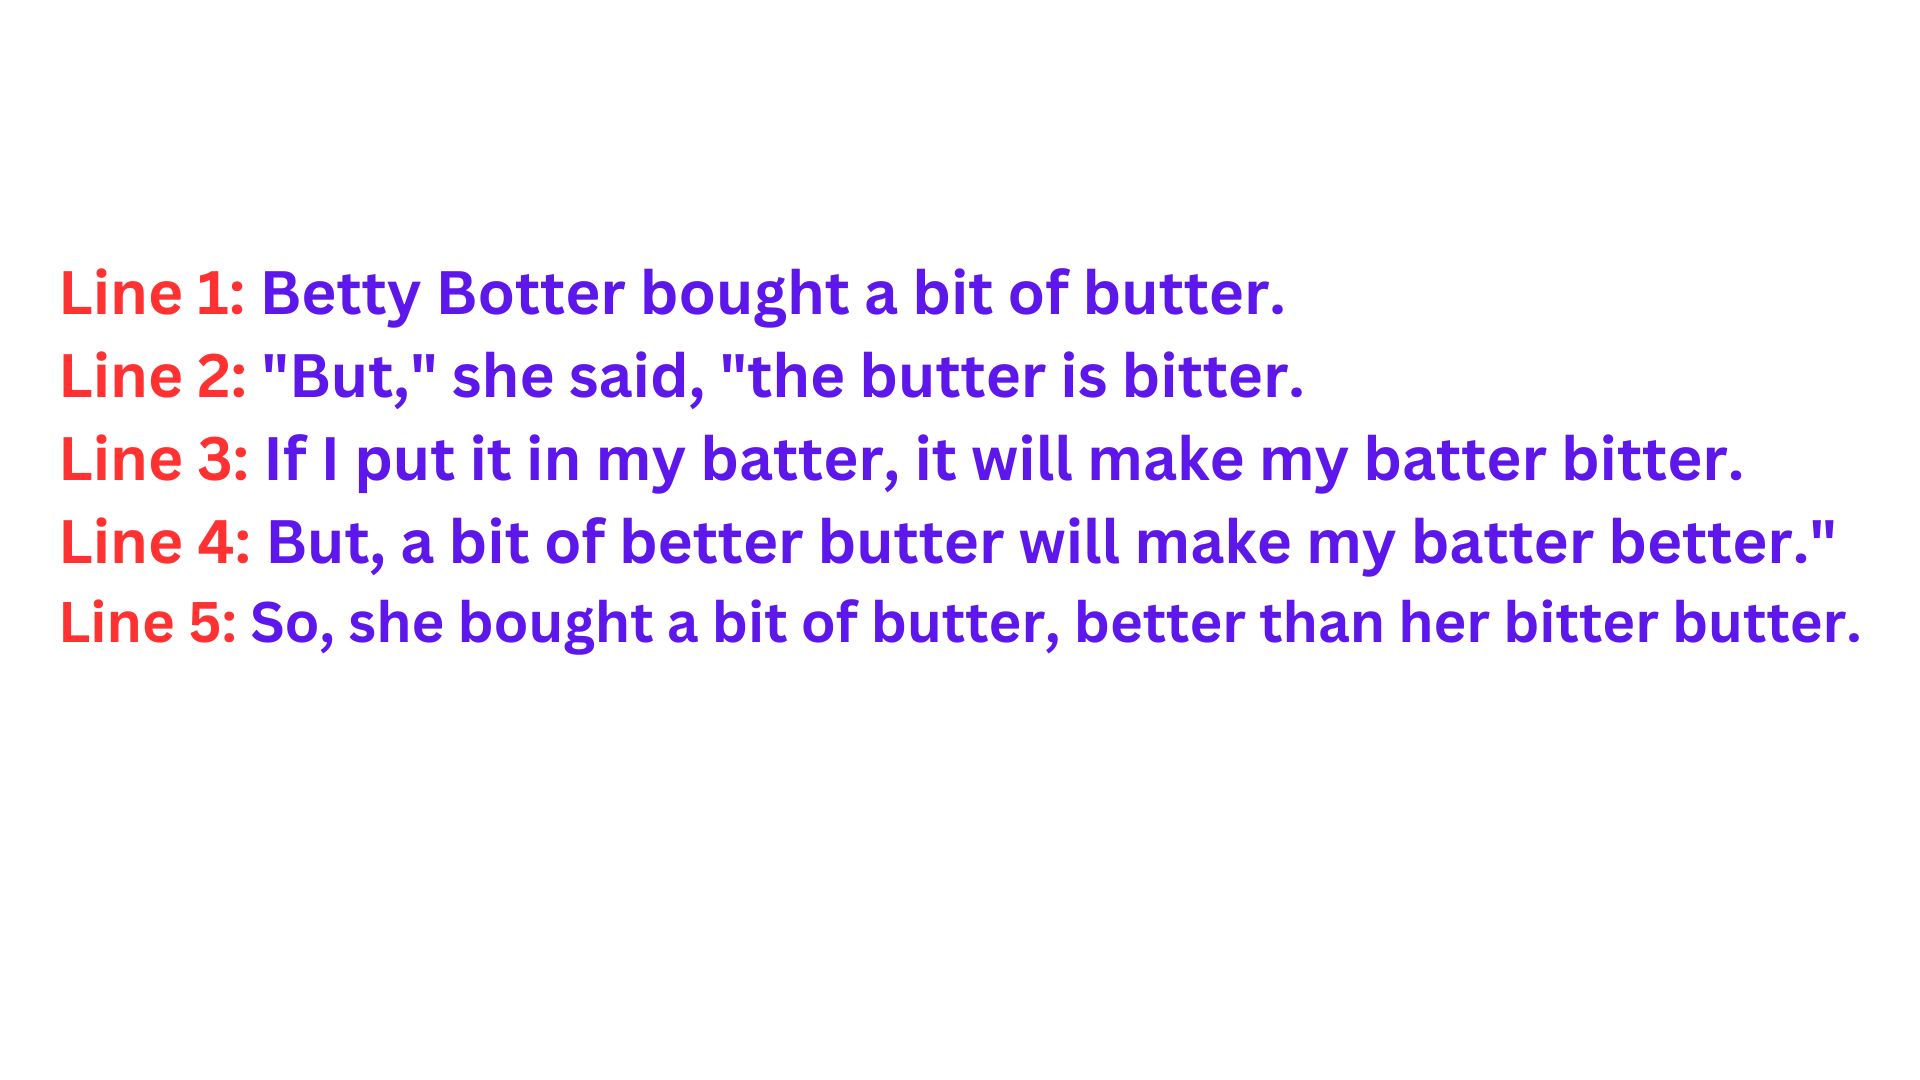 Line 1: Betty Botter bought a bit of butter.
Line 2: "But," she said, "the butter is bitter.
Line 3: If I put it in my batter, it will make my batter bitter.
Line 4: But, a bit of better butter will make my batter better."
Line 5: So, she bought a bit of butter, better than her bitter butter.